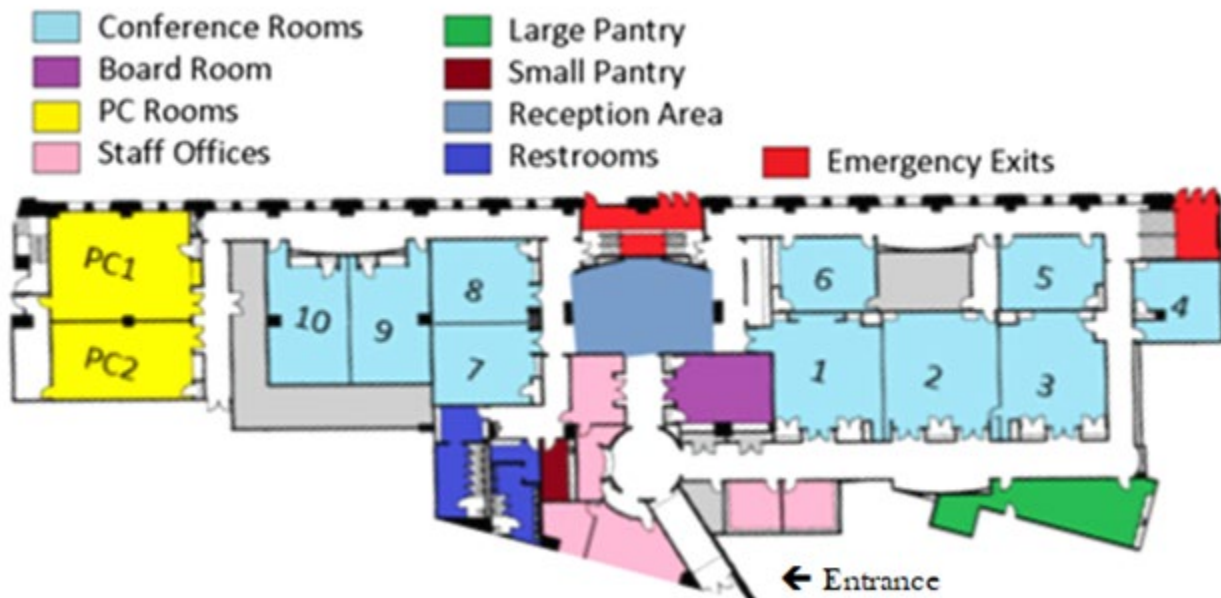 Conference Rooms
Board Room
PC Rooms
Staff Offices
Large Pantry
Small Pantry
Reception Area
Restrooms
Emergency Exits
PC1
PC2
10
9
8
7
6
5
4
1
2
3
← Entrance